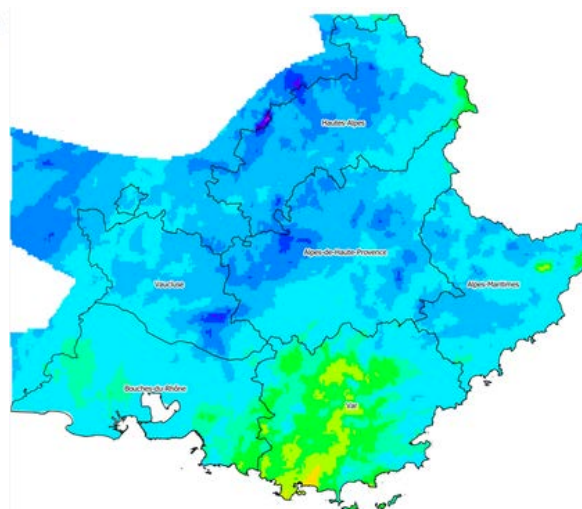 Hautes-Alpes
Alpes-de-Haute-Provence
Vaucluse
Alpes-Maritimes
Bouches-du-Rhône
Var